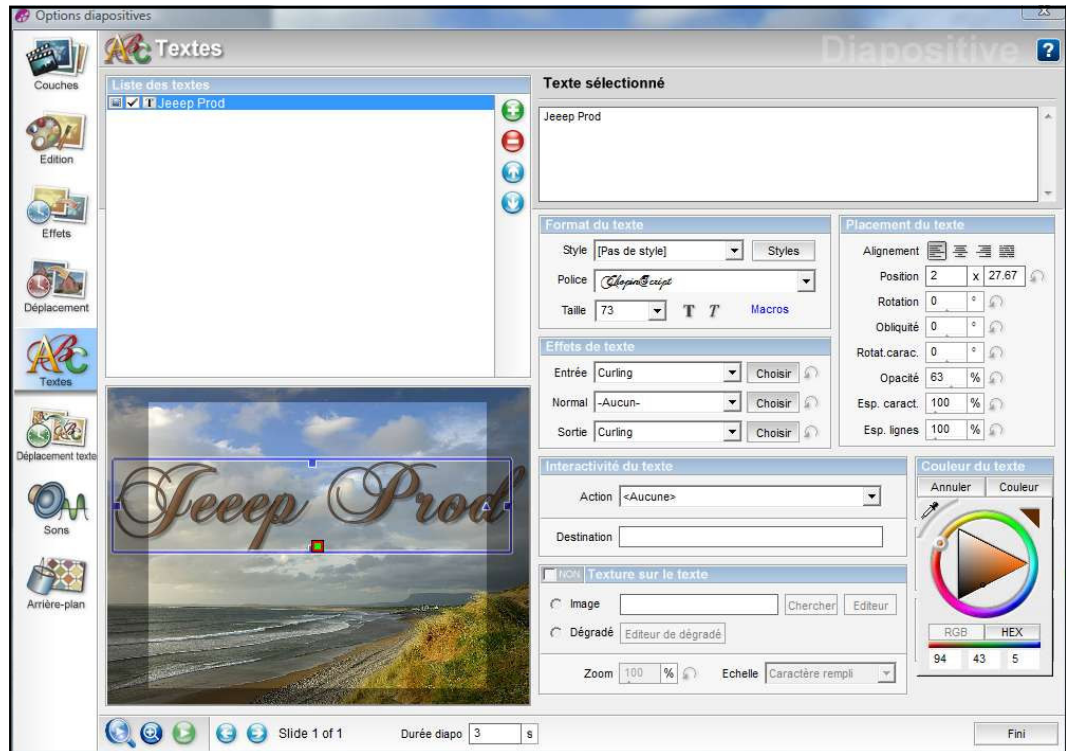 Options diapositives
Textes
Diapositive
?
Couches
Edition
Effets
Déplacement
Textes
Déplacement texte
Sons
Arrière-plan
Liste des textes
T Jeeep Prod
Jeeep Prod
Texte sélectionné
Jeeep Prod
Format du texte
Style [Pas de style] Styles
Police ChopinScript
Taille 73 T T Macros
Effets de texte
Entrée Curling Choisir
Normal -Aucun- Choisir
Sortie Curling Choisir
Placement du texte
Alignement
Position 2 x 27.67
Rotation 0 °
Obliquité 0 °
Rotat.carac. 0 °
Opacité 63 %
Esp. caract. 100 %
Esp. lignes 100 %
Interactivité du texte
Action <Aucune>
Destination
NON Texture sur le texte
Image Chercher Editeur
Dégradé Editeur de dégradé
Zoom 100 % Echelle Caractère rempli
Couleur du texte
Annuler Couleur
RGB HEX
94 43 5
Slide 1 of 1 Durée diapo 3 s Fini